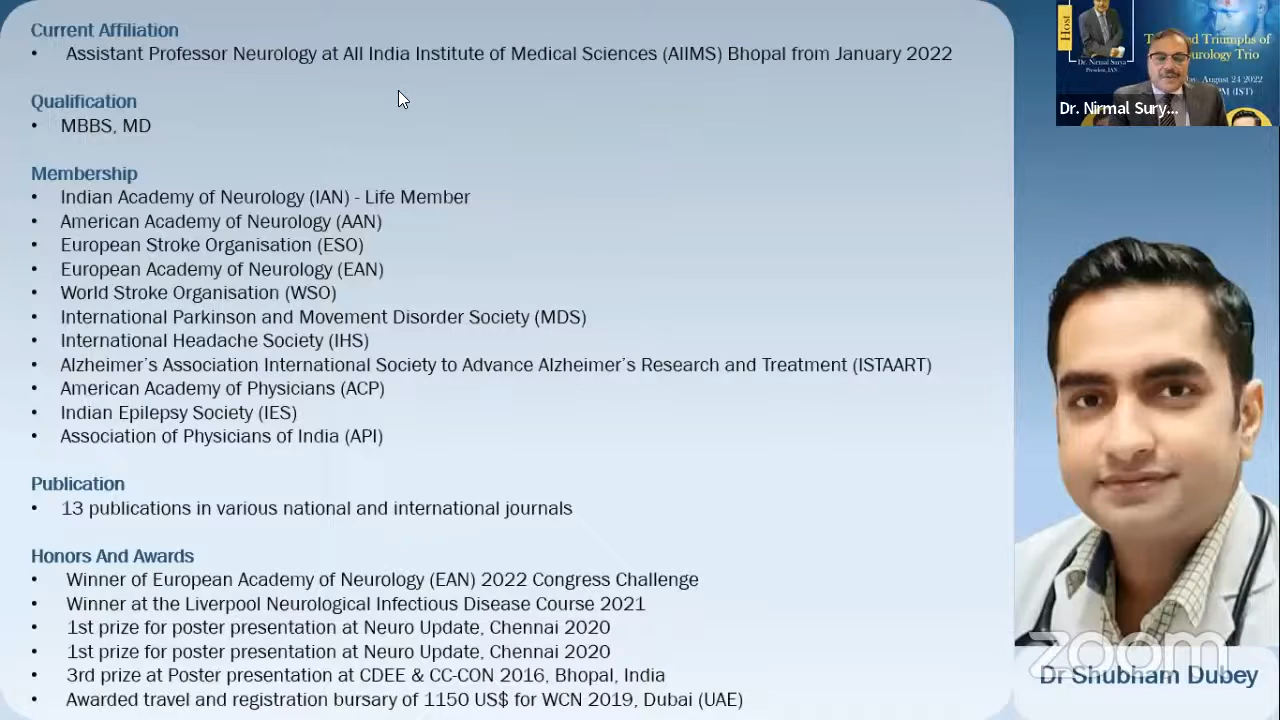 Current Affiliation
• Assistant Professor Neurology at All India Institute of Medical Sciences (AIIMS) Bhopal from January 2022
Qualification
• MBBS, MD
Membership
• Indian Academy of Neurology (IAN) - Life Member
• American Academy of Neurology (AAN)
• European Stroke Organisation (ESO)
• European Academy of Neurology (EAN)
• World Stroke Organisation (WSO)
• International Parkinson and Movement Disorder Society (MDS)
• International Headache Society (IHS)
• Alzheimer's Association International Society to Advance Alzheimer's Research and Treatment (ISTAART)
• American Academy of Physicians (ACP)
• Indian Epilepsy Society (IES)
• Association of Physicians of India (API)
Publication
• 13 publications in various national and international journals
Honors And Awards
• Winner of European Academy of Neurology (EAN) 2022 Congress Challenge
• Winner at the Liverpool Neurological Infectious Disease Course 2021
• 1st prize for poster presentation at Neuro Update, Chennai 2020
• 1st prize for poster presentation at Neuro Update, Chennai 2020
• 3rd prize at Poster presentation at CDEE & CC-CON 2016, Bhopal, India
• Awarded travel and registration bursary of 1150 US$ for WCN 2019, Dubai (UAE)
Host
Dr. Nirmal Surya
President, IAN
Triumphs of
Trio
August 24 2022
(IST)
Dr. Nirmal Sury...
zoom
Dr Shubham Dubey